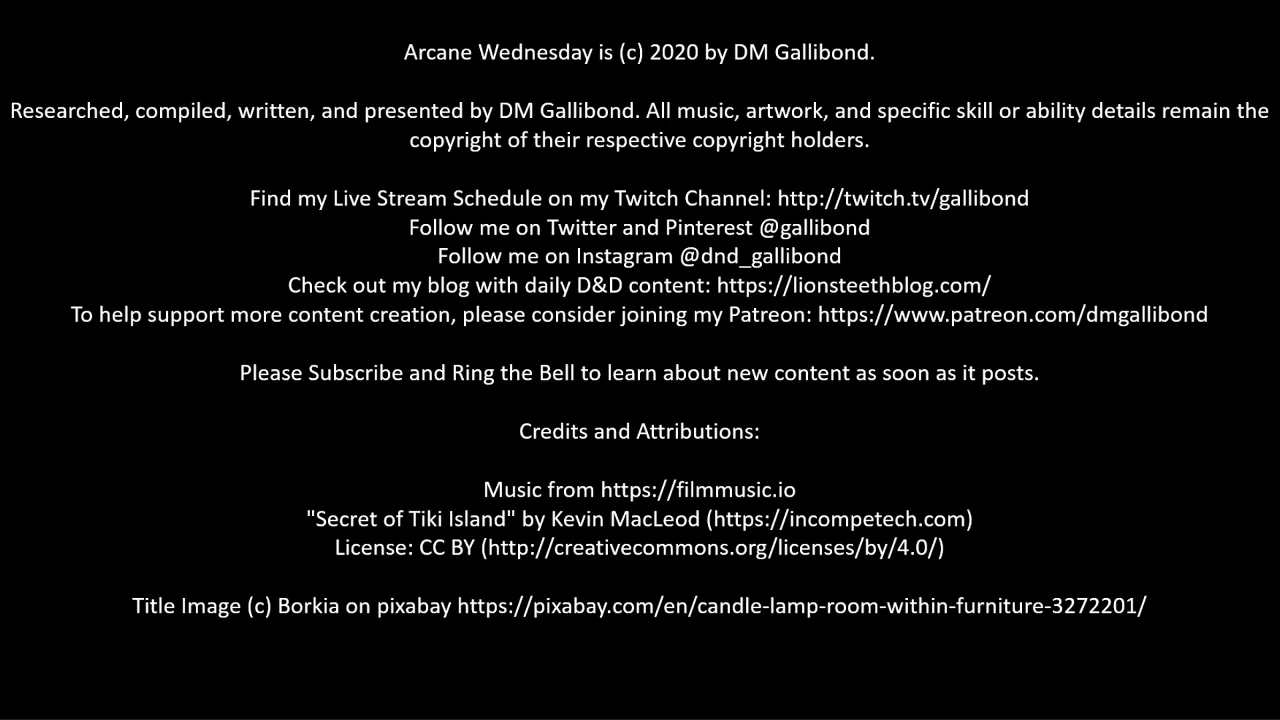 Arcane Wednesday is (c) 2020 by DM Gallibond.
Researched, compiled, written, and presented by DM Gallibond. All music, artwork, and specific skill or ability details remain the
copyright of their respective copyright holders.
Find my Live Stream Schedule on my Twitch Channel: http://twitch.tv/gallibond
Follow me on Twitter and Pinterest @gallibond
Follow me on Instagram @dnd_gallibond
Check out my blog with daily D&D content: https://lionsteethblog.com/
To help support more content creation, please consider joining my Patreon: https://www.patreon.com/dmgallibond
Please Subscribe and Ring the Bell to learn about new content as soon as it posts.
Credits and Attributions:
Music from https://filmmusic.io
"Secret of Tiki Island" by Kevin MacLeod (https://incompetech.com)
License: CC BY (http://creativecommons.org/licenses/by/4.0/)
Title Image (c) Borkia on pixabay https://pixabay.com/en/candle-lamp-room-within-furniture-3272201/